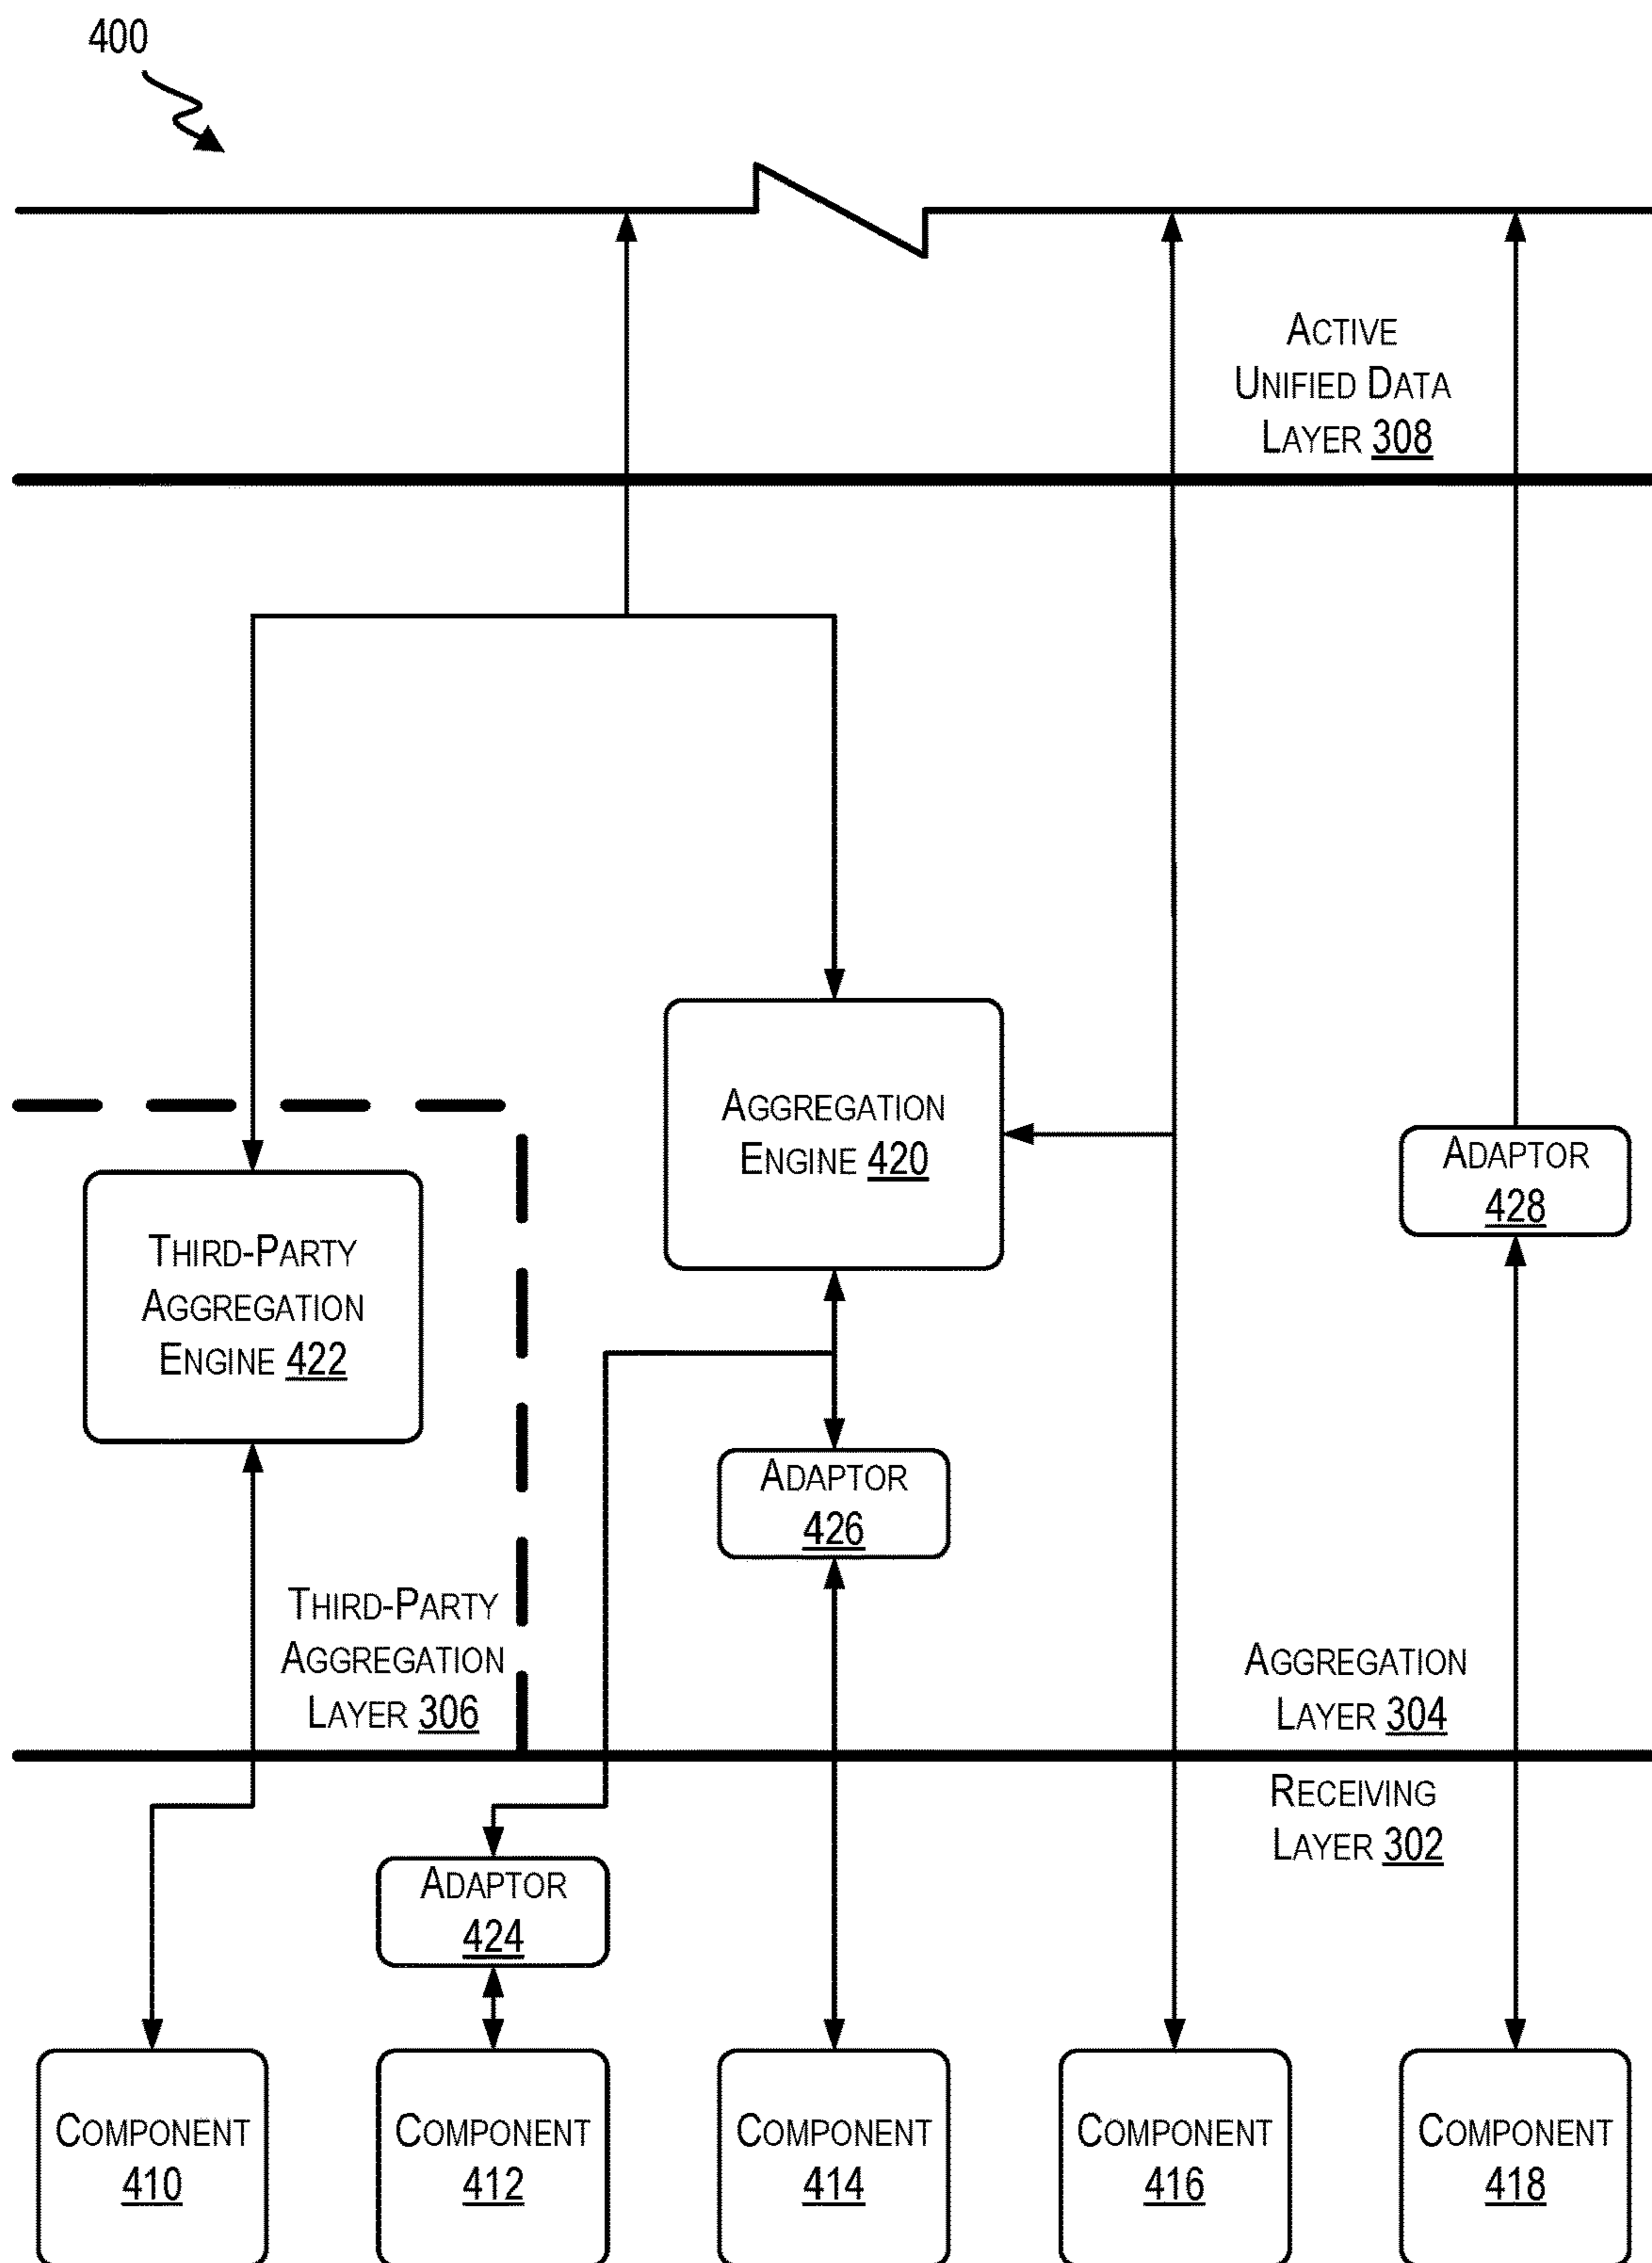 400
ACTIVE
UNIFIED DATA
LAYER 308
AGGREGATION
ENGINE 420
ADAPTOR
428
THIRD-PARTY
AGGREGATION
ENGINE 422
ADAPTOR
426
THIRD-PARTY
AGGREGATION
LAYER 306
AGGREGATION
LAYER 304
RECEIVING
LAYER 302
ADAPTOR
424
COMPONENT
410
COMPONENT
412
COMPONENT
414
COMPONENT
416
COMPONENT
418